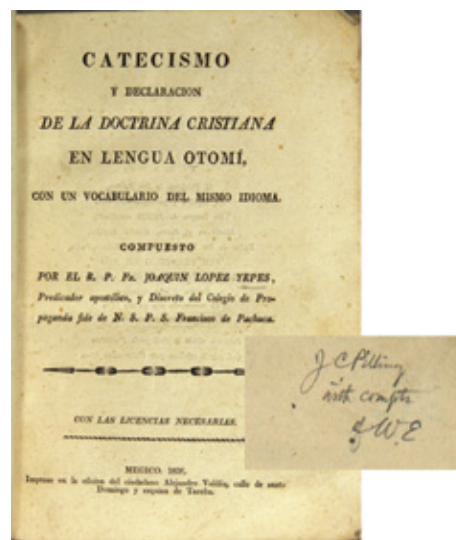 CATECISMO
Y DECLARACION
DE LA DOCTRINA CRISTIANA
EN LENGUA OTOMÍ,
CON UN VOCABULARIO DEL MISMO IDIOMA.
COMPUESTO
POR EL R. P. Fr. JOAQUIN LOPEZ YEPES,
Predicador apostólico, y Discreto del Colegio de Pro-
paganda fide de N. S. P. S. Francisco de Pachuca.
CON LAS LICENCIAS NECESARIAS.
MEGICO.
Impreso en la oficina del ciudadano Alejandro Valdés, calle de santo
Domingo y esquina de Tacuba.
J C Pilling
with compts
W. E